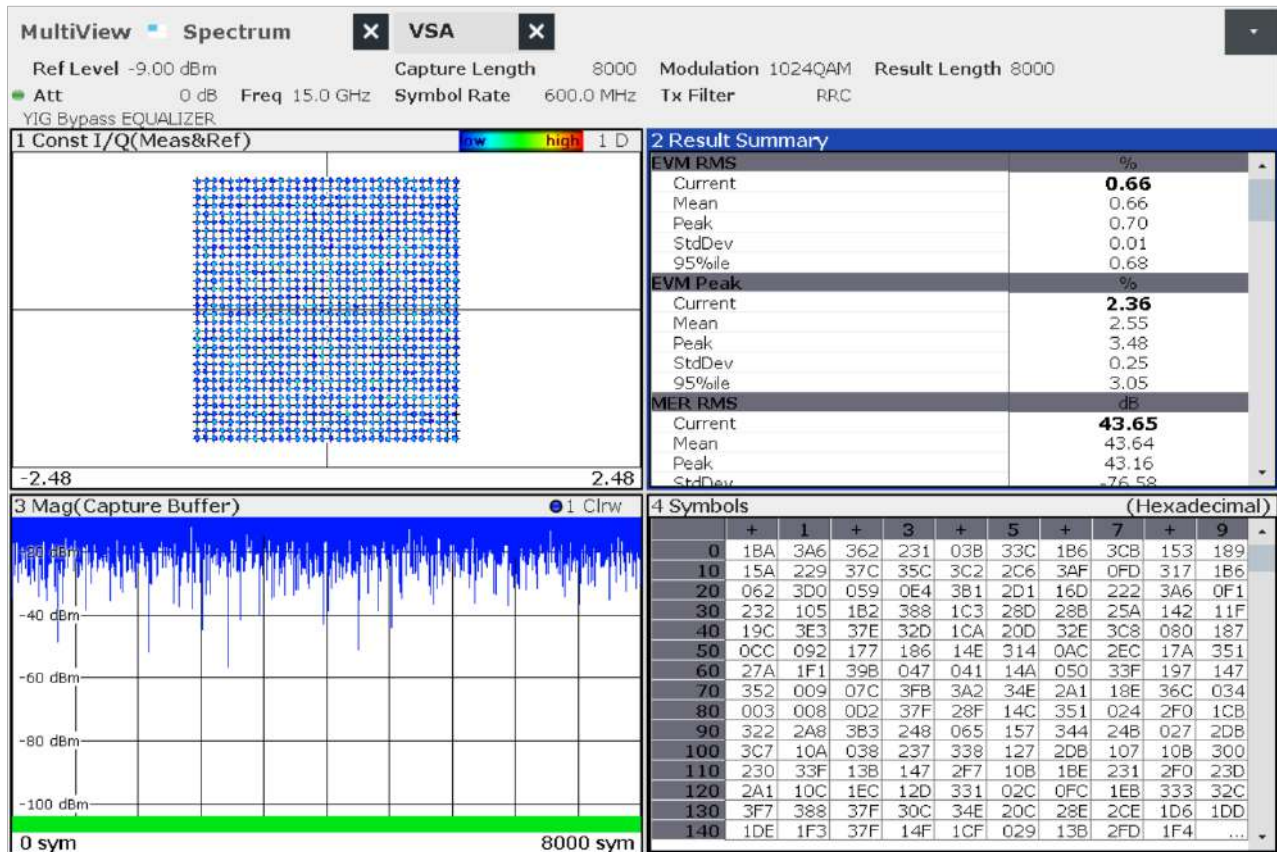 MultiView Spectrum VSA
Ref Level -9.00 dBm Capture Length 8000 Modulation 1024QAM Result Length 8000
Att 0 dB Freq 15.0 GHz Symbol Rate 600.0 MHz Tx Filter RRC
YIG Bypass EQUALIZER
1 Const I/Q(Meas&Ref) low high 1 D
-2.48 2.48
2 Result Summary
EVM RMS %
Current 0.66
Mean 0.66
Peak 0.70
StdDev 0.01
95%ile 0.68
EVM Peak %
Current 2.36
Mean 2.55
Peak 3.48
StdDev 0.25
95%ile 3.05
MER RMS dB
Current 43.65
Mean 43.64
Peak 43.16
StdDev -76.58
3 Mag(Capture Buffer) 1 Clrw
-20 dBm
-40 dBm
-60 dBm
-80 dBm
-100 dBm
0 sym 8000 sym
4 Symbols (Hexadecimal)
+ 1 + 3 + 5 + 7 + 9
0 1BA 3A6 362 231 03B 33C 1B6 3CB 153 189
10 15A 229 37C 35C 3C2 2C6 3AF 0FD 317 1B6
20 062 3D0 059 0E4 3B1 2D1 16D 222 3A6 0F1
30 232 105 1B2 388 1C3 28D 28B 25A 142 11F
40 19C 3E3 37E 32D 1CA 20D 32E 3C8 080 187
50 0CC 092 177 186 14E 314 0AC 2EC 17A 351
60 27A 1F1 39B 047 041 14A 050 33F 197 147
70 352 009 07C 3FB 3A2 34E 2A1 18E 36C 034
80 003 008 0D2 37F 28F 14C 351 024 2F0 1CB
90 322 2A8 3B3 248 065 157 344 24B 027 2DB
100 3C7 10A 038 237 338 127 2DB 107 10B 300
110 230 33F 13B 147 2F7 10B 1BE 231 2F0 23D
120 2A1 10C 1EC 12D 331 02C 0FC 1EB 333 32C
130 3F7 388 37F 30C 34E 20C 28E 2CE 1D6 1DD
140 1DE 1F3 37F 14F 1CF 029 13B 2FD 1F4 ...